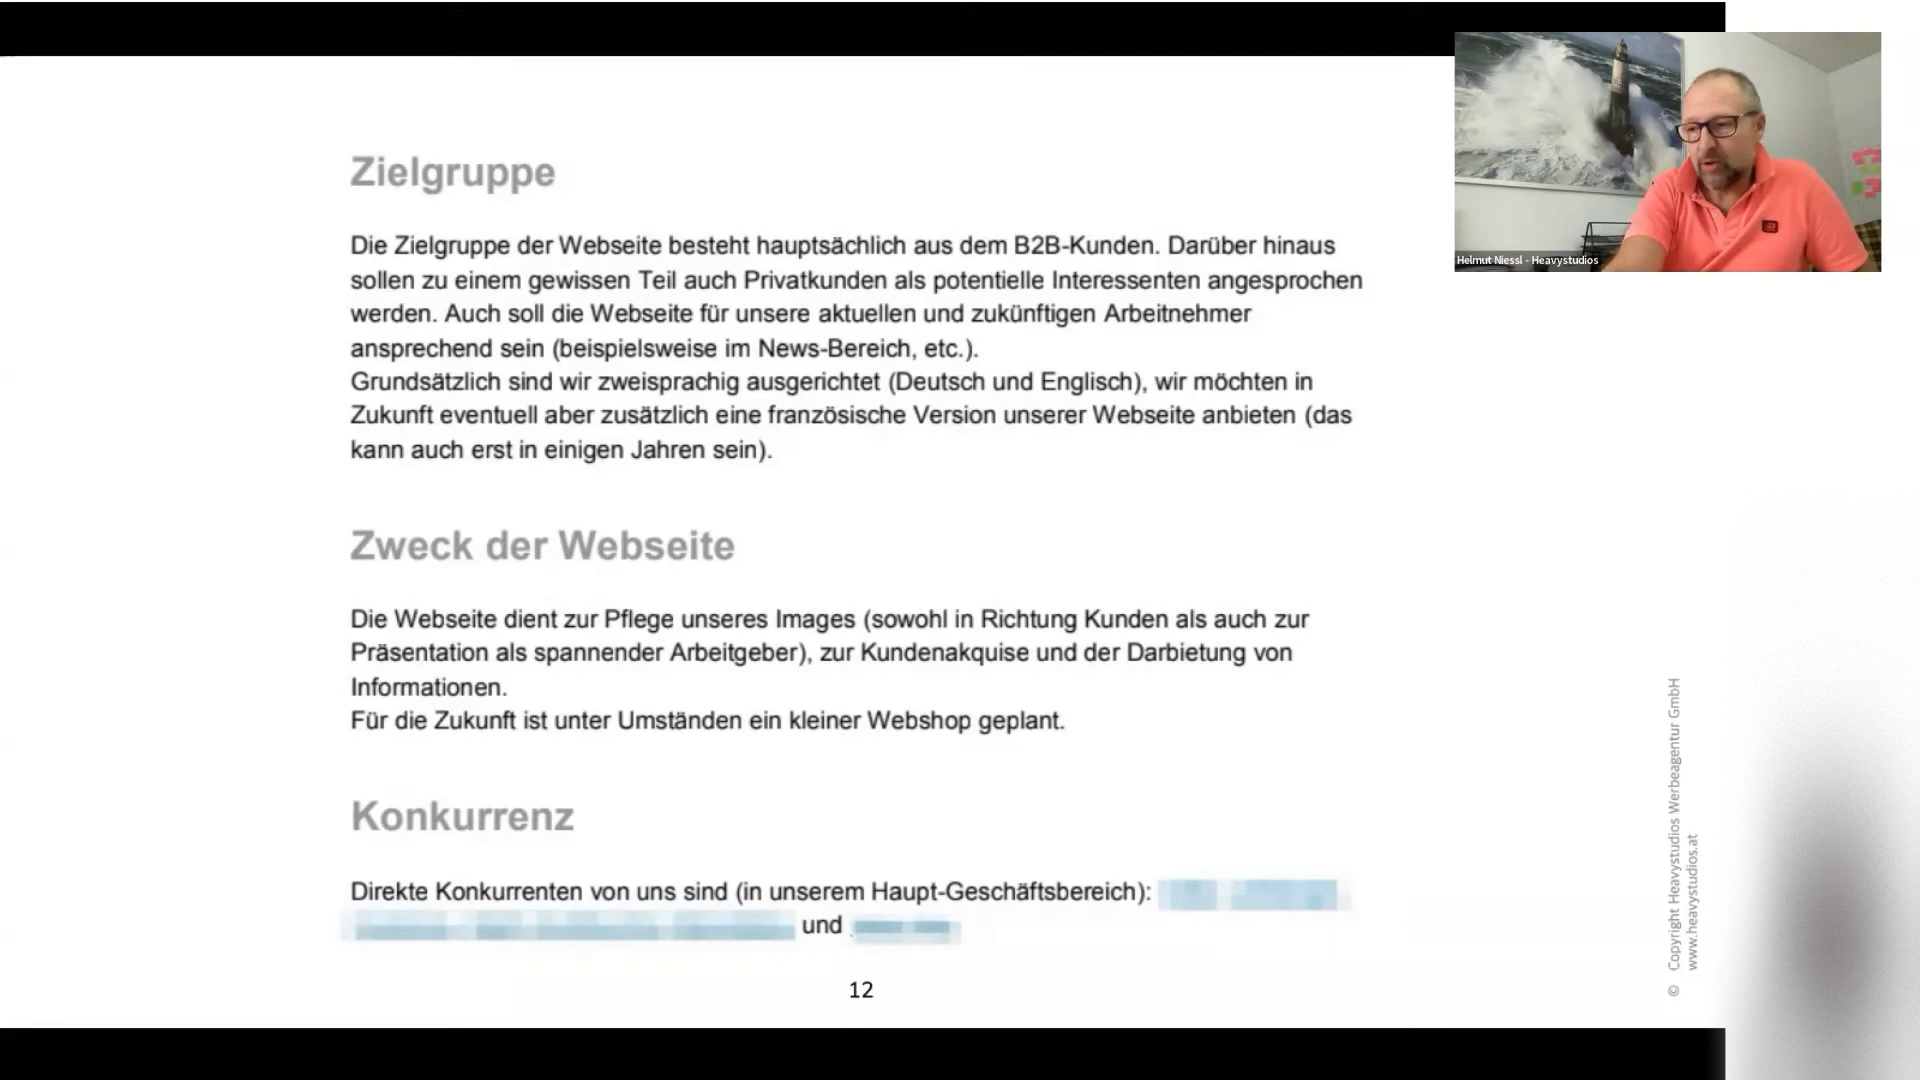 Zielgruppe
Die Zielgruppe der Webseite besteht hauptsächlich aus dem B2B-Kunden. Darüber hinaus
sollen zu einem gewissen Teil auch Privatkunden als potentielle Interessenten angesprochen
werden. Auch soll die Webseite für unsere aktuellen und zukünftigen Arbeitnehmer
ansprechend sein (beispielsweise im News-Bereich, etc.).
Grundsätzlich sind wir zweisprachig ausgerichtet (Deutsch und Englisch), wir möchten in
Zukunft eventuell aber zusätzlich eine französische Version unserer Webseite anbieten (das
kann auch erst in einigen Jahren sein).
Zweck der Webseite
Die Webseite dient zur Pflege unseres Images (sowohl in Richtung Kunden als auch zur
Präsentation als spannender Arbeitgeber), zur Kundenakquise und der Darbietung von
Informationen.
Für die Zukunft ist unter Umständen ein kleiner Webshop geplant.
Konkurrenz
Direkte Konkurrenten von uns sind (in unserem Haupt-Geschäftsbereich):
und
12
Helmut Niessl - Heavystudios
© Copyright Heavystudios Werbeagentur GmbH
www.heavystudios.at